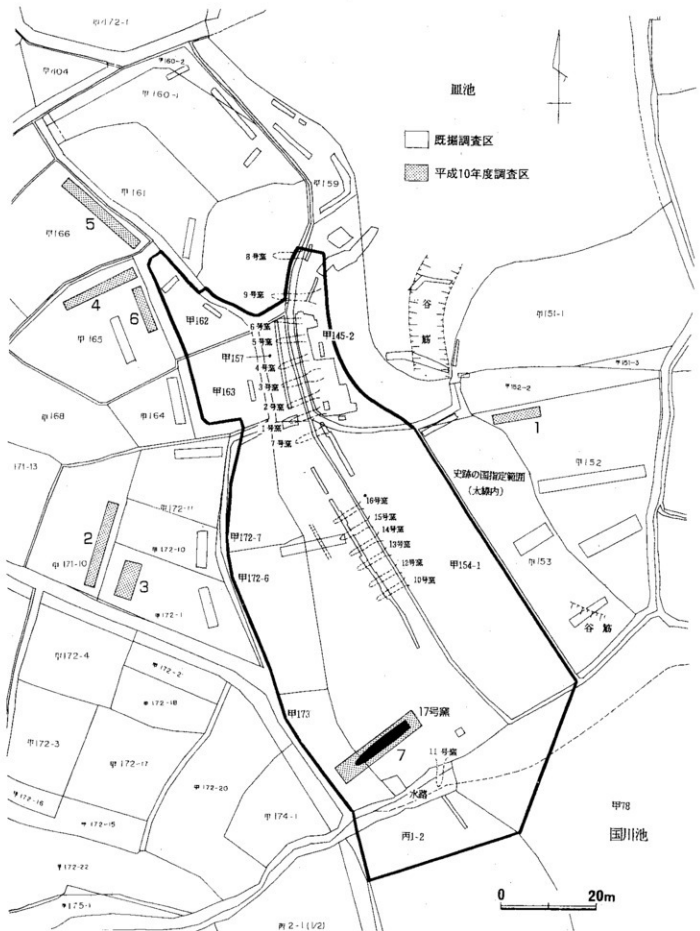 甲172-1
甲404
甲160-2
甲160-1
皿池
既掘調査区
平成10年度調査区
甲159
甲161
甲166
5
8号窯
9号窯
4
6
甲162
6号窯
甲145-2
谷筋
甲151-1
甲165
甲157
5号窯
4号窯
甲151-3
甲163
3号窯
甲152-2
甲168
甲164
2号窯
1号窯
7号窯
1
171-13
史跡の国指定範囲
(太線内)
甲152
甲172-11
16号窯
15号窯
2
甲172-7
4
14号窯
甲172-10
13号窯
甲153
甲171-10
3
甲172-6
12号窯
甲154-1
10号窯
甲172-1
谷筋
甲172-4
甲172-2
甲172-18
甲173
17号窯
甲172-3
甲172-17
7
11号窯
甲172-16
甲172-20
水路
甲172-15
甲174-1
甲78
丙1-2
国川池
甲172-22
甲175-1
0 20m
丙2-1(1/2)